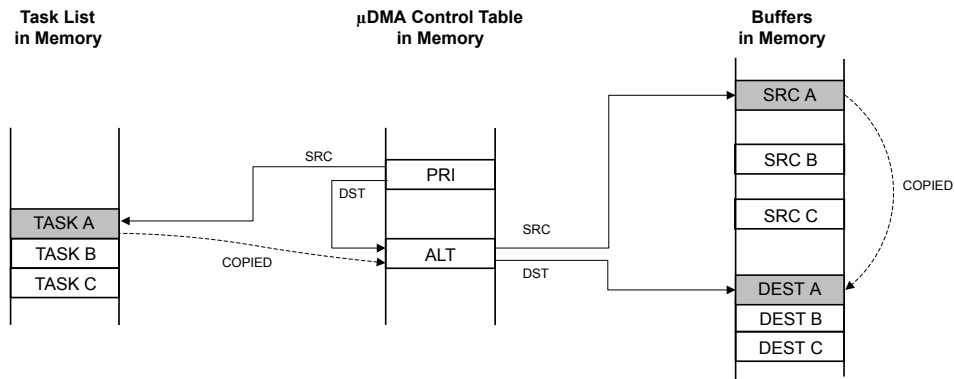 Task List
in Memory
µDMA Control Table
in Memory
Buffers
in Memory
SRC A
SRC
PRI
SRC B
DST
COPIED
TASK A
SRC C
SRC
TASK B
COPIED
ALT
DST
TASK C
DEST A
DEST B
DEST C